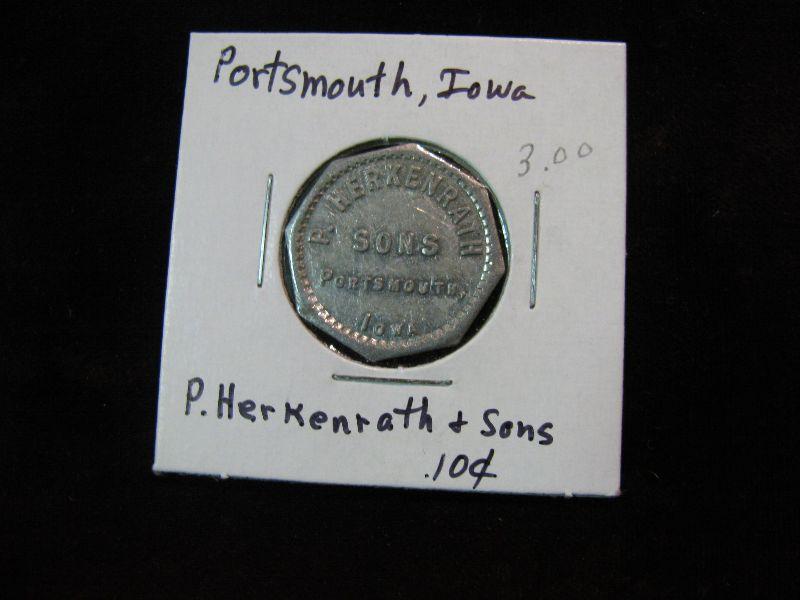 Portsmouth, Iowa
3.00
P. HERKENRATH
SONS
PORTSMOUTH,
IOWA
P. Herkenrath + Sons
.10¢